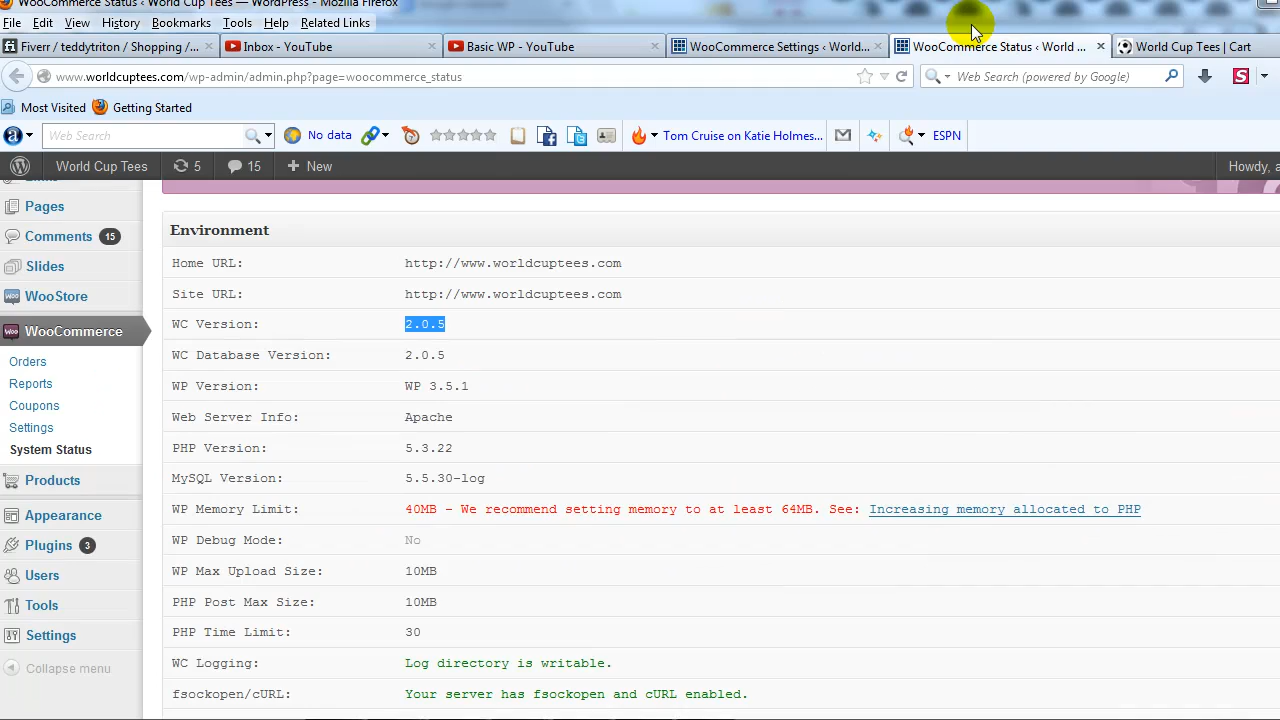 WooCommerce Status ‹ World Cup Tees — WordPress - Mozilla Firefox
File Edit View History Bookmarks Tools Help Related Links
Fiverr / teddytriton / Shopping /... Inbox - YouTube Basic WP - YouTube WooCommerce Settings ‹ World... WooCommerce Status ‹ World ... World Cup Tees | Cart
www.worldcuptees.com/wp-admin/admin.php?page=woocommerce_status Web Search (powered by Google)
Most Visited Getting Started
Web Search No data Tom Cruise on Katie Holmes... ESPN
World Cup Tees 5 15 New Howdy, a
Links
Pages
Comments 15
Slides
WooStore
WooCommerce
Orders
Reports
Coupons
Settings
System Status
Products
Appearance
Plugins 3
Users
Tools
Settings
Collapse menu
Environment
Home URL: http://www.worldcuptees.com
Site URL: http://www.worldcuptees.com
WC Version: 2.0.5
WC Database Version: 2.0.5
WP Version: WP 3.5.1
Web Server Info: Apache
PHP Version: 5.3.22
MySQL Version: 5.5.30-log
WP Memory Limit: 40MB - We recommend setting memory to at least 64MB. See: Increasing memory allocated to PHP
WP Debug Mode: No
WP Max Upload Size: 10MB
PHP Post Max Size: 10MB
PHP Time Limit: 30
WC Logging: Log directory is writable.
fsockopen/cURL: Your server has fsockopen and cURL enabled.